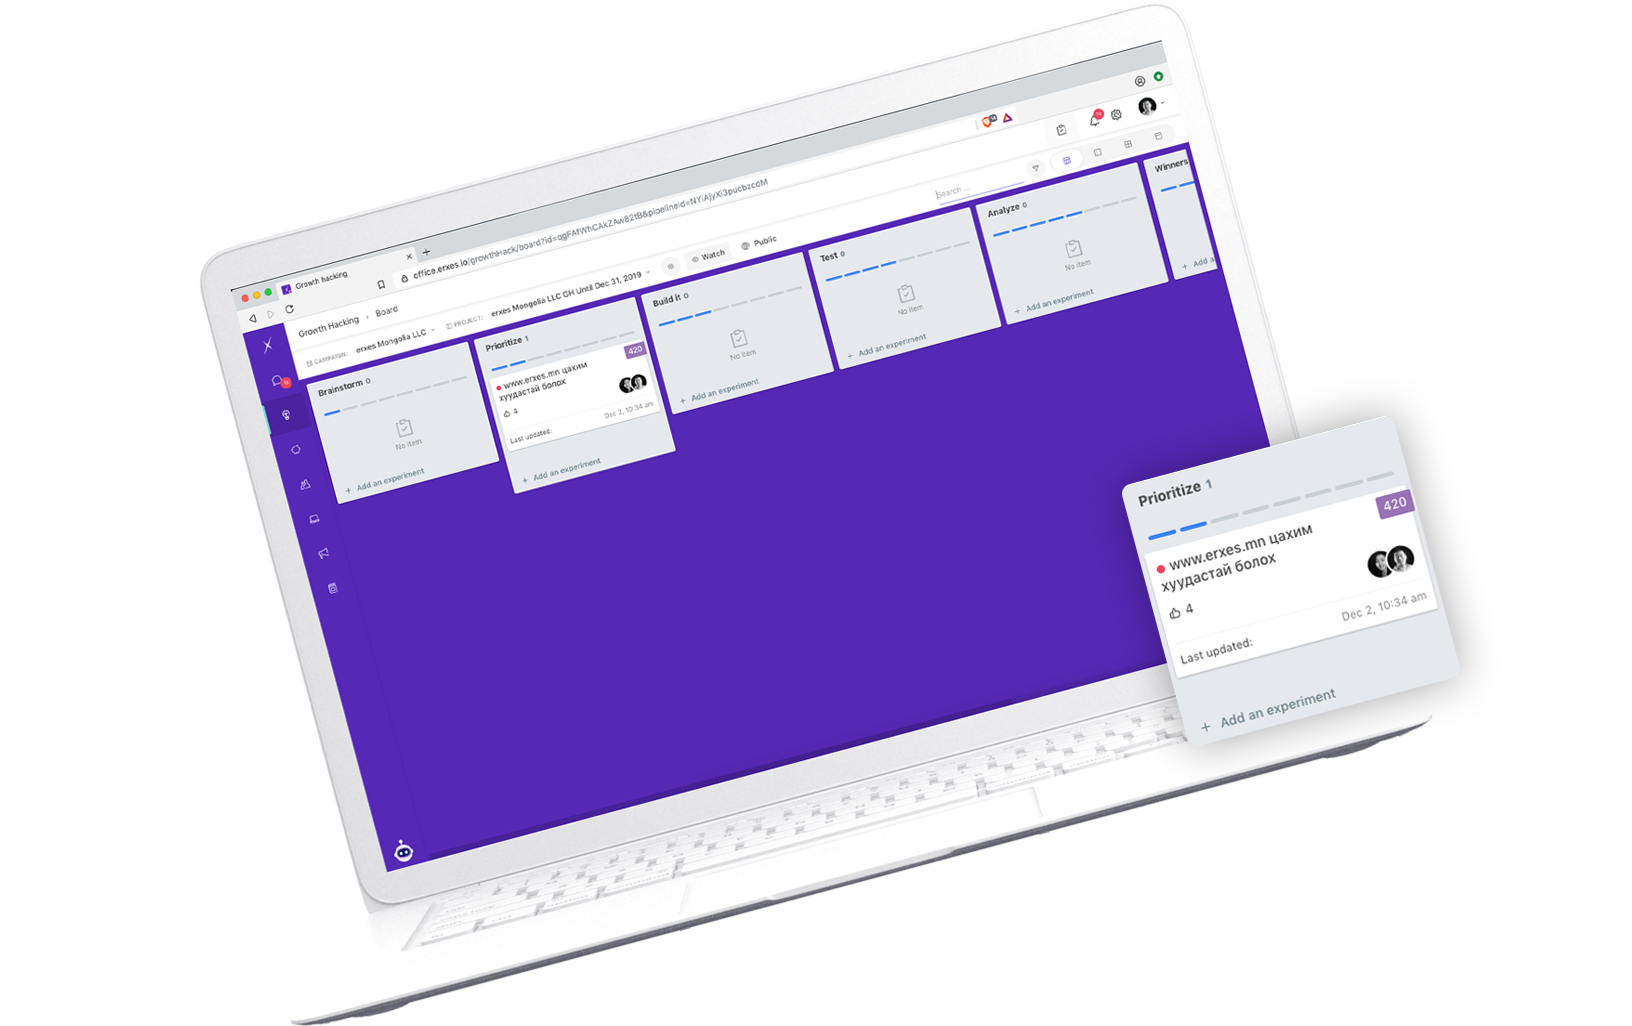 Growth hacking
office.erxes.io/growthHack/board?
Growth Hacking
Board
CAMPAIGN:
erxes Mongolia LLC
PROJECT:
erxes Mongolia LLC GH Until Dec 31, 2019
Watch
Public
Search ...
Brainstorm 0
No item
+ Add an experiment
Prioritize 1
420
www.erxes.mn цахим
хуудастай болох
4
Last updated:
Dec 2, 10:34 am
+ Add an experiment
Build it 0
No item
+ Add an experiment
Test 0
No item
+ Add an experiment
Analyze 0
No item
+ Add an experiment
Winners
+ Add a
Prioritize 1
420
www.erxes.mn цахим
хуудастай болох
4
Last updated:
Dec 2, 10:34 am
+ Add an experiment